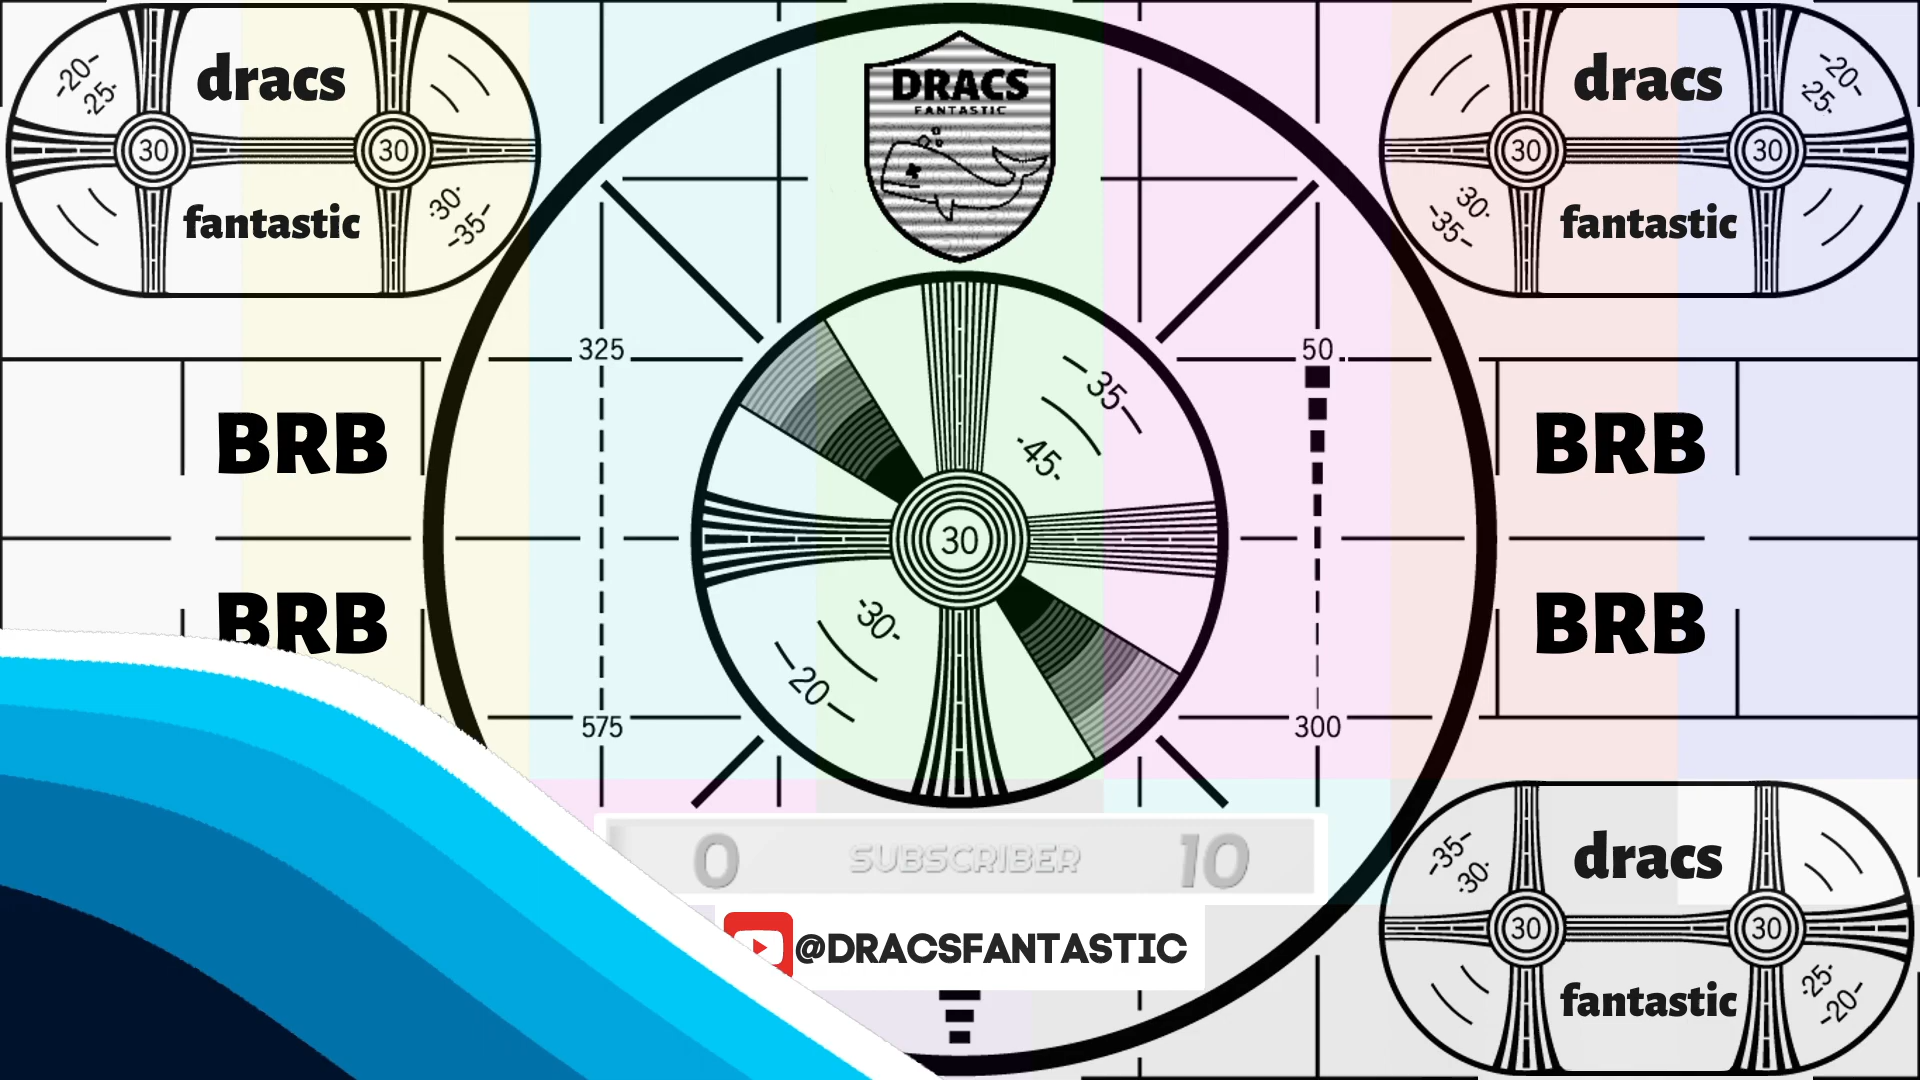 -20-
-25-
dracs
30
30
fantastic
-30-
-35-
DRACS
FANTASTIC
dracs
-20-
-25-
30
30
-30-
-35-
fantastic
325
50
-35-
-45-
BRB
BRB
30
-30-
-20-
BRB
BRB
575
300
0
SUBSCRIBER
10
-35-
-30-
dracs
30
30
@DRACSFANTASTIC
fantastic
-25-
-20-